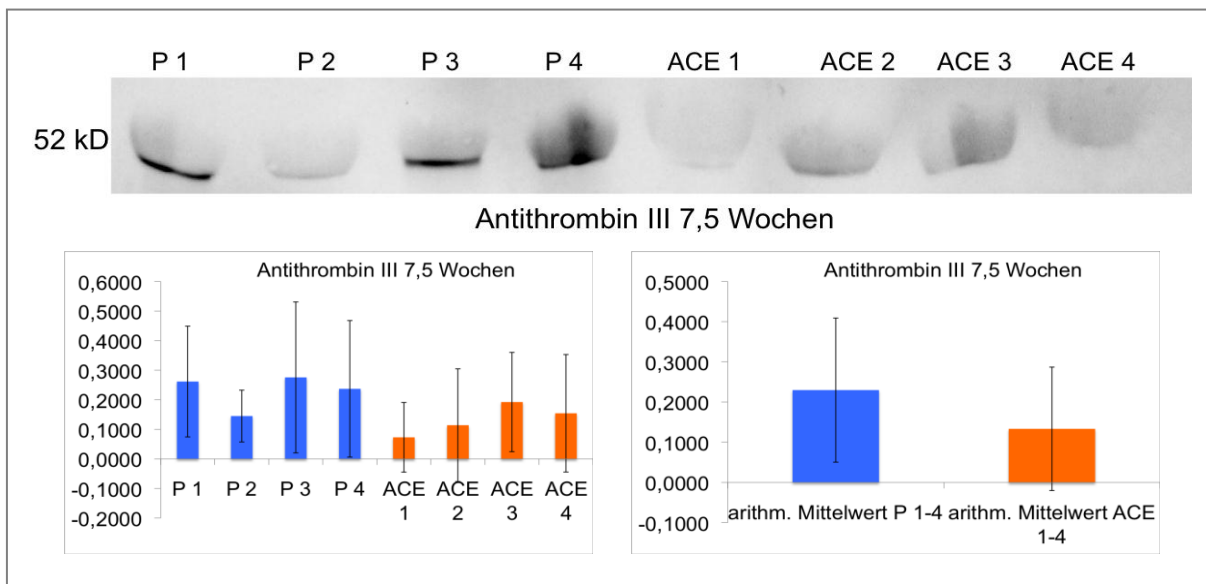 P 1 P 2 P 3 P 4 ACE 1 ACE 2 ACE 3 ACE 4
52 kD
Antithrombin III 7,5 Wochen
Antithrombin III 7,5 Wochen
0,6000
0,5000
0,4000
0,3000
0,2000
0,1000
0,0000
-0,1000
-0,2000
P 1 P 2 P 3 P 4 ACE ACE ACE ACE
1 2 3 4
Antithrombin III 7,5 Wochen
0,5000
0,4000
0,3000
0,2000
0,1000
0,0000
-0,1000
arithm. Mittelwert P 1-4 arithm. Mittelwert ACE
1-4